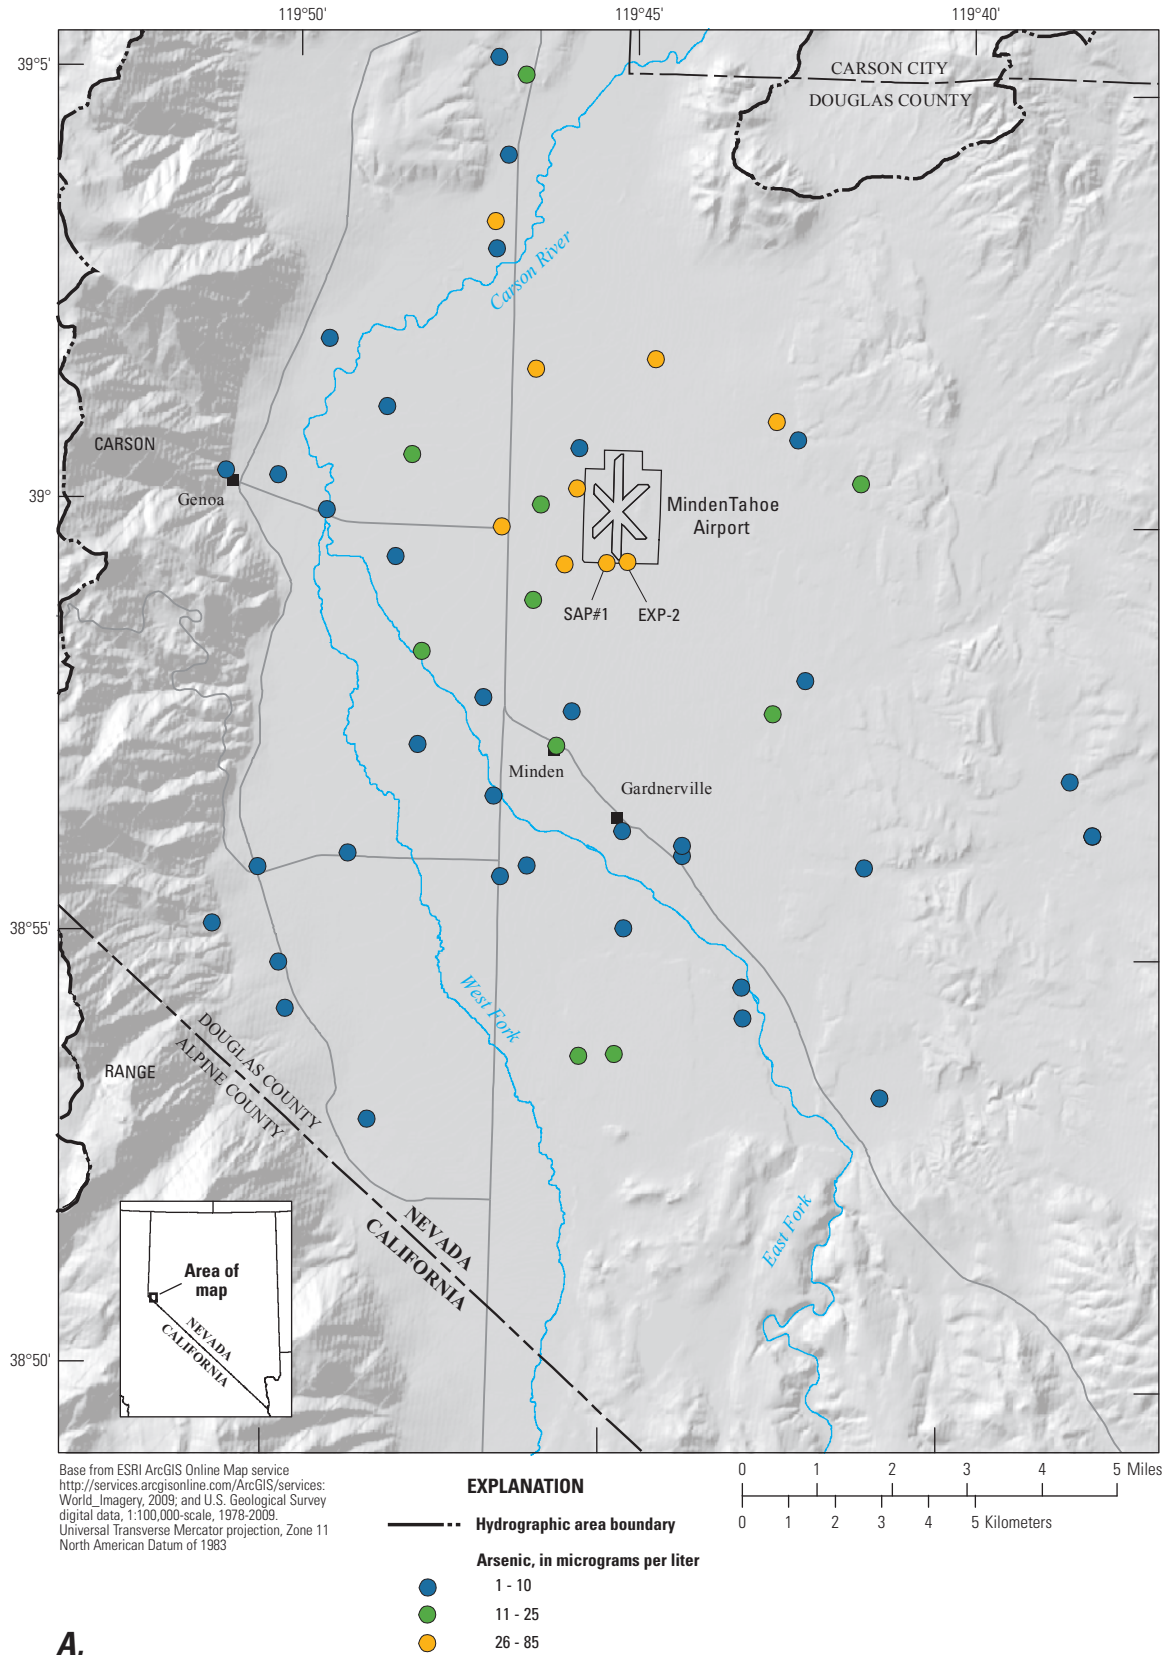 119°50'
119°45'
119°40'
39°5'
CARSON CITY
DOUGLAS COUNTY
Carson River
CARSON
Genoa
39°
MindenTahoe
Airport
SAP#1
EXP-2
Minden
Gardnerville
38°55'
West Fork
DOUGLAS COUNTY
ALPINE COUNTY
RANGE
East Fork
NEVADA
CALIFORNIA
Area of
map
NEVADA
CALIFORNIA
38°50'
Base from ESRI ArcGIS Online Map service
http://services.arcgisonline.com/ArcGIS/services:
World_Imagery, 2009; and U.S. Geological Survey
digital data, 1:100,000-scale, 1978-2009.
Universal Transverse Mercator projection, Zone 11
North American Datum of 1983
EXPLANATION
0 1 2 3 4 5 Miles
0 1 2 3 4 5 Kilometers
Hydrographic area boundary
Arsenic, in micrograms per liter
1 - 10
11 - 25
26 - 85
A.